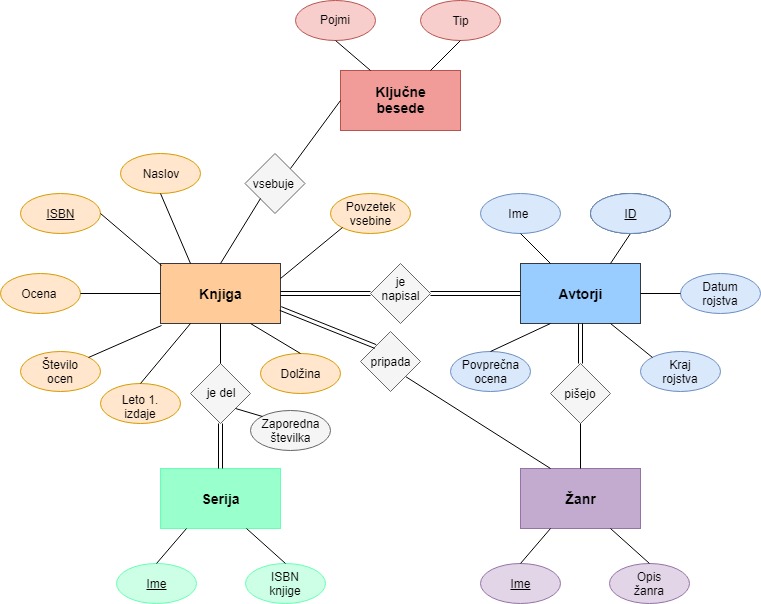 Pojmi
Tip
Ključne
besede
vsebuje
Naslov
ISBN
Povzetek
vsebine
Ime
ID
Ocena
Knjiga
je
napisal
Avtorji
Datum
rojstva
Število
ocen
Leto 1.
izdaje
je del
Dolžina
pripada
Povprečna
ocena
pišejo
Kraj
rojstva
Zaporedna
številka
Serija
Žanr
Ime
ISBN
knjige
Ime
Opis
žanra